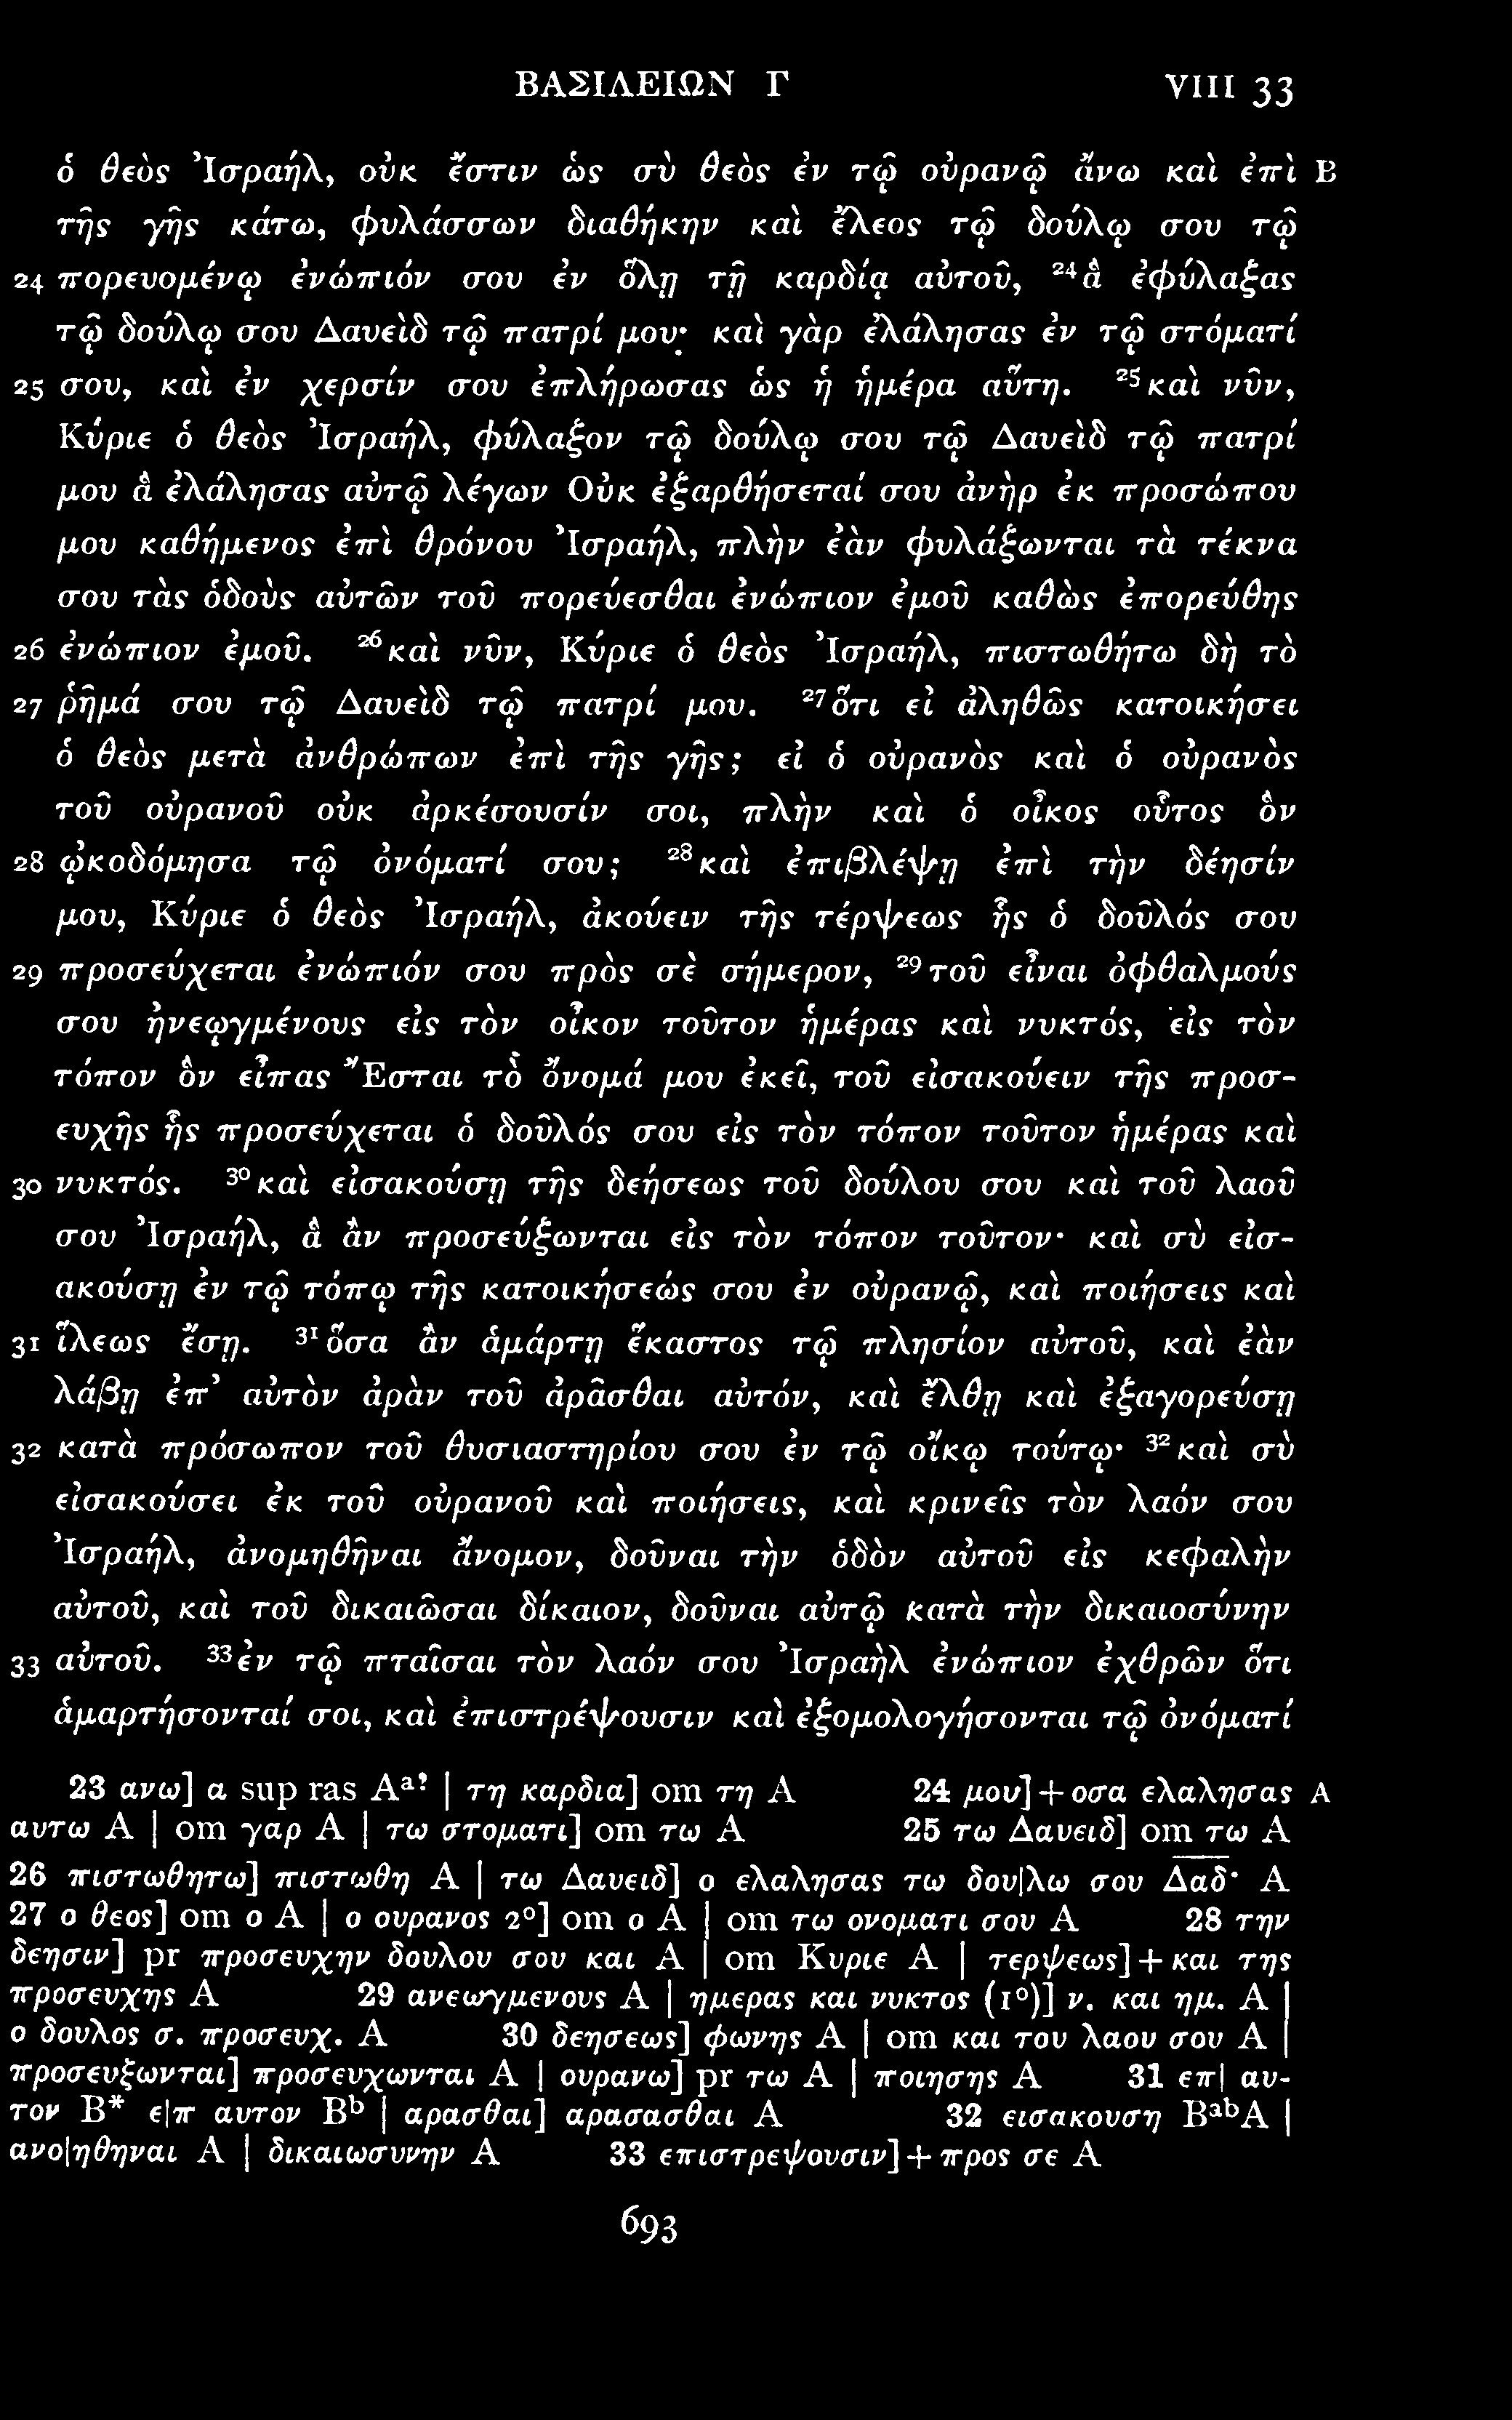 ΒΑΣΙΛΕΙΩΝ Γ VIII 33
ὁ θεὸς Ἰσραήλ, οὐκ ἔστιν ὡς σὺ θεὸς ἐν τῷ οὐρανῷ ἄνω καὶ ἐπὶ B
τῆς γῆς κάτω, φυλάσσων διαθήκην καὶ ἔλεος τῷ δούλῳ σου τῷ
24 πορευομένῳ ἐνώπιόν σου ἐν ὅλῃ τῇ καρδίᾳ αὐτοῦ, ²⁴ἃ ἐφύλαξας
τῷ δούλῳ σου Δαυεὶδ τῷ πατρί μου· καὶ γὰρ ἐλάλησας ἐν τῷ στόματί
25 σου, καὶ ἐν χερσίν σου ἐπλήρωσας ὡς ἡ ἡμέρα αὕτη. ²⁵καὶ νῦν,
Κύριε ὁ θεὸς Ἰσραήλ, φύλαξον τῷ δούλῳ σου τῷ Δαυεὶδ τῷ πατρί
μου ἃ ἐλάλησας αὐτῷ λέγων Οὐκ ἐξαρθήσεταί σου ἀνὴρ ἐκ προσώπου
μου καθήμενος ἐπὶ θρόνου Ἰσραήλ, πλὴν ἐὰν φυλάξωνται τὰ τέκνα
σου τὰς ὁδοὺς αὐτῶν τοῦ πορεύεσθαι ἐνώπιον ἐμοῦ καθὼς ἐπορεύθης
26 ἐνώπιον ἐμοῦ. ²⁶καὶ νῦν, Κύριε ὁ θεὸς Ἰσραήλ, πιστωθήτω δὴ τὸ
27 ῥῆμά σου τῷ Δαυεὶδ τῷ πατρί μου. ²⁷ὅτι εἰ ἀληθῶς κατοικήσει
ὁ θεὸς μετὰ ἀνθρώπων ἐπὶ τῆς γῆς; εἰ ὁ οὐρανὸς καὶ ὁ οὐρανὸς
τοῦ οὐρανοῦ οὐκ ἀρκέσουσίν σοι, πλὴν καὶ ὁ οἶκος οὗτος ὃν
28 ᾠκοδόμησα τῷ ὀνόματί σου; ²⁸καὶ ἐπιβλέψῃ ἐπὶ τὴν δέησίν
μου, Κύριε ὁ θεὸς Ἰσραήλ, ἀκούειν τῆς τέρψεως ἧς ὁ δοῦλός σου
29 προσεύχεται ἐνώπιόν σου πρὸς σὲ σήμερον, ²⁹τοῦ εἶναι ὀφθαλμούς
σου ἠνεῳγμένους εἰς τὸν οἶκον τοῦτον ἡμέρας καὶ νυκτός, εἰς τὸν
τόπον ὃν εἶπας Ἔσται τὸ ὄνομά μου ἐκεῖ, τοῦ εἰσακούειν τῆς προσ-
ευχῆς ἧς προσεύχεται ὁ δοῦλός σου εἰς τὸν τόπον τοῦτον ἡμέρας καὶ
30 νυκτός. ³⁰καὶ εἰσακούσῃ τῆς δεήσεως τοῦ δούλου σου καὶ τοῦ λαοῦ
σου Ἰσραήλ, ἃ ἂν προσεύξωνται εἰς τὸν τόπον τοῦτον· καὶ σὺ εἰσ-
ακούσῃ ἐν τῷ τόπῳ τῆς κατοικήσεώς σου ἐν οὐρανῷ, καὶ ποιήσεις καὶ
31 ἵλεως ἔσῃ. ³¹ὅσα ἂν ἁμάρτῃ ἕκαστος τῷ πλησίον αὐτοῦ, καὶ ἐὰν
λάβῃ ἐπ’ αὐτὸν ἀρὰν τοῦ ἀρᾶσθαι αὐτόν, καὶ ἔλθῃ καὶ ἐξαγορεύσῃ
32 κατὰ πρόσωπον τοῦ θυσιαστηρίου σου ἐν τῷ οἴκῳ τούτῳ· ³²καὶ σὺ
εἰσακούσει ἐκ τοῦ οὐρανοῦ καὶ ποιήσεις, καὶ κρινεῖς τὸν λαόν σου
Ἰσραήλ, ἀνομηθῆναι ἄνομον, δοῦναι τὴν ὁδὸν αὐτοῦ εἰς κεφαλὴν
αὐτοῦ, καὶ τοῦ δικαιῶσαι δίκαιον, δοῦναι αὐτῷ κατὰ τὴν δικαιοσύνην
33 αὐτοῦ. ³³ἐν τῷ πταῖσαι τὸν λαόν σου Ἰσραὴλ ἐνώπιον ἐχθρῶν ὅτι
ἁμαρτήσονταί σοι, καὶ ἐπιστρέψουσιν καὶ ἐξομολογήσονται τῷ ὀνόματί
23 ανω] α sup ras Aᵃ? | τη καρδια] om τη A 24 μου] + οσα ελαλησας A
αυτω A | om γαρ A | τω στοματι] om τω A 25 τω Δαυειδ] om τω A
26 πιστωθητω] πιστωθη A | τω Δαυειδ] ο ελαλησας τω δου|λω σου Δαδ· A
27 ο θεος] om ο A | ο ουρανος 2°] om ο A | om τω ονοματι σου A 28 την
δεησιν] pr προσευχην δουλου σου και A | om Κυριε A | τερψεως] + και της
προσευχης A 29 ανεωγμενους A | ημερας και νυκτος (1°)] ν. και ημ. A |
ο δουλος σ. προσευχ. A 30 δεησεως] φωνης A | om και του λαου σου A |
προσευξωνται] προσευχωνται A | ουρανω] pr τω A | ποιησης A 31 επ| αυ-
τον B* ε|π αυτον Bᵇ | αρασθαι] αρασασθαι A 32 εισακουση BᵃᵇA |
ανο|ηθηναι A | δικαιωσυνην A 33 επιστρεψουσιν] + προς σε A
693